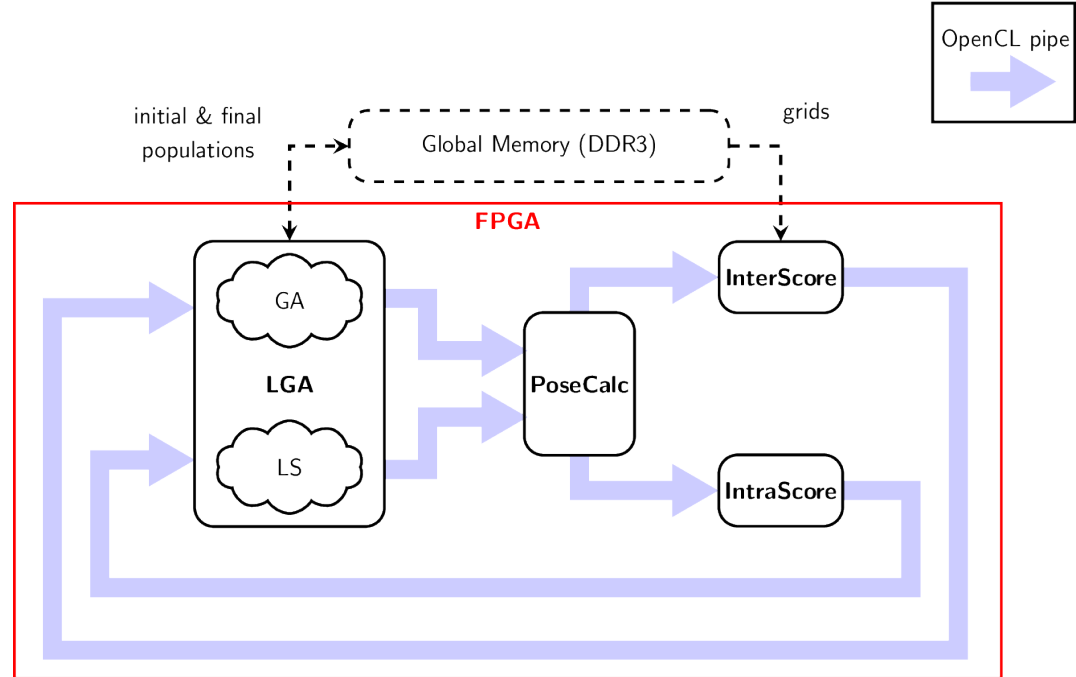 OpenCL pipe
initial & final
populations
Global Memory (DDR3)
grids
FPGA
GA
LGA
LS
PoseCalc
InterScore
IntraScore